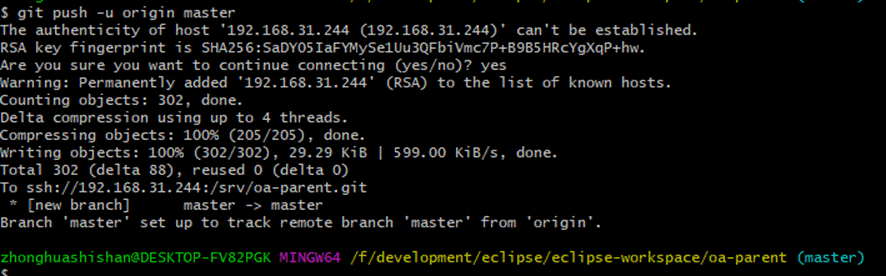 (master)
$ git push -u origin master
The authenticity of host '192.168.31.244 (192.168.31.244)' can't be established.
RSA key fingerprint is SHA256:SaDYO5IaFYMySe1Uu3QFbiVmc7P+B9B5HRcYgXqP+hw.
Are you sure you want to continue connecting (yes/no)? yes
Warning: Permanently added '192.168.31.244' (RSA) to the list of known hosts.
Counting objects: 302, done.
Delta compression using up to 4 threads.
Compressing objects: 100% (205/205), done.
Writing objects: 100% (302/302), 29.29 KiB | 599.00 KiB/s, done.
Total 302 (delta 88), reused 0 (delta 0)
To ssh://192.168.31.244:/srv/oa-parent.git
 * [new branch]      master -> master
Branch 'master' set up to track remote branch 'master' from 'origin'.
zhonghuashishan@DESKTOP-FV82PGK MINGW64 /f/development/eclipse/eclipse-workspace/oa-parent (master)
$